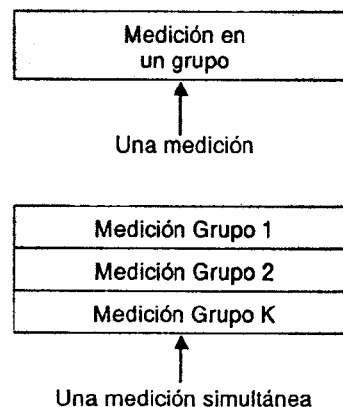 Medición en
un grupo
Una medición
Medición Grupo 1
Medición Grupo 2
Medición Grupo K
Una medición simultánea